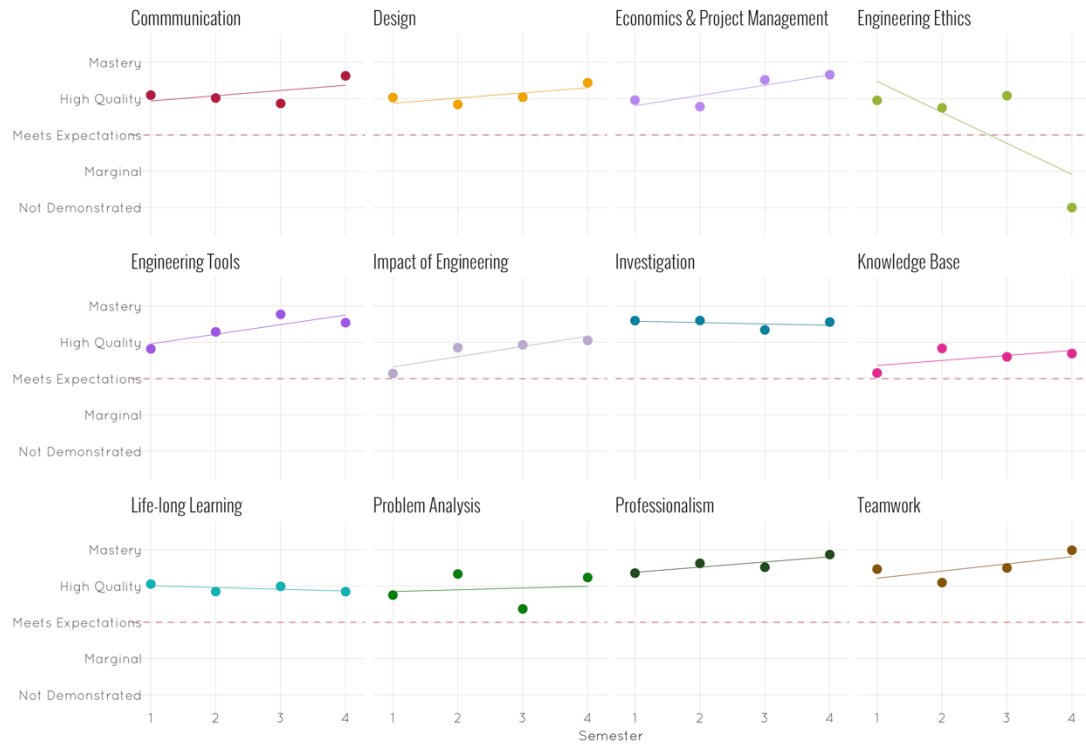 Commmunication
Design
Economics & Project Management
Engineering Ethics
Mastery
High Quality
Meets Expectations
Marginal
Not Demonstrated
Engineering Tools
Impact of Engineering
Investigation
Knowledge Base
Mastery
High Quality
Meets Expectations
Marginal
Not Demonstrated
Life-long Learning
Problem Analysis
Professionalism
Teamwork
Mastery
High Quality
Meets Expectations
Marginal
Not Demonstrated
1 2 3 4 1 2 3 4 1 2 3 4 1 2 3 4
Semester